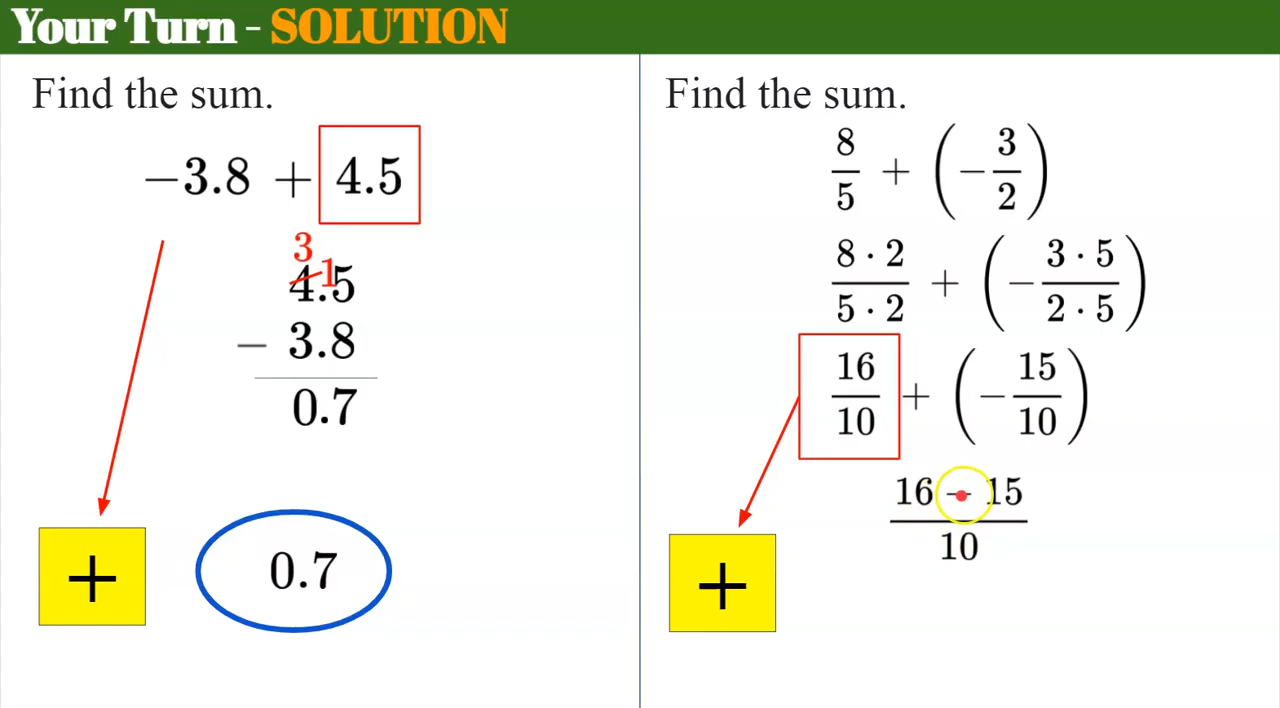 Your Turn - SOLUTION
Find the sum.
−3.8 + 4.5
3 1
4.5
− 3.8
0.7
+ 0.7
Find the sum.
8/5 + (−3/2)
8 · 2/5 · 2 + (−3 · 5/2 · 5)
16/10 + (−15/10)
16 − 15/10
+